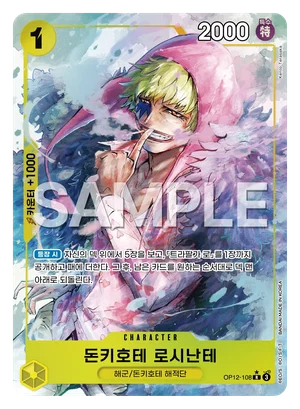 1
2000
특수
特
카운터 +1000
SAMPLE
등장 시 자신의 덱 위에서 5장을 보고, 『트라팔가 로』를 1장까지
공개하고 패에 더한다. 그 후, 남은 카드를 원하는 순서대로 덱 맨
아래로 되돌린다.
CHARACTER
돈키호테 로시난테
해군/돈키호테 해적단
OP12-108 R